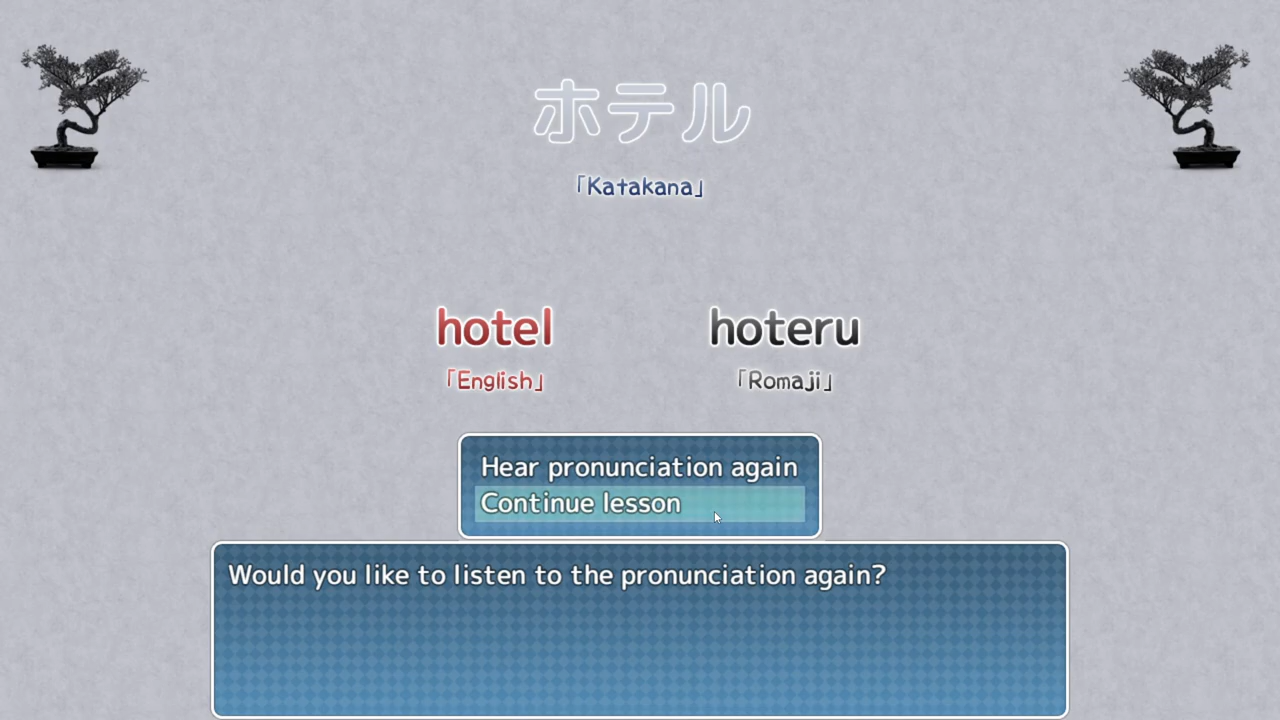 ホテル
「Katakana」
hotel hoteru
「English」 「Romaji」
Hear pronunciation again
Continue lesson
Would you like to listen to the pronunciation again?